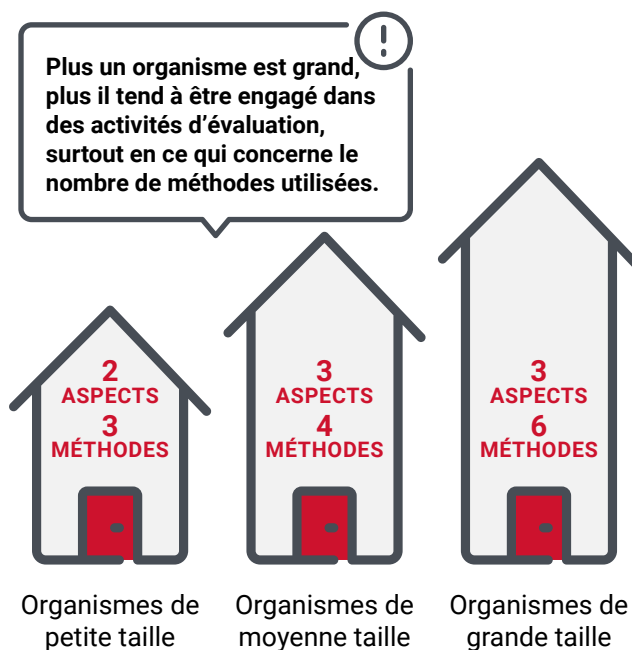 Plus un organisme est grand,
plus il tend à être engagé dans
des activités d’évaluation,
surtout en ce qui concerne le
nombre de méthodes utilisées.
2
ASPECTS
3
MÉTHODES
3
ASPECTS
4
MÉTHODES
3
ASPECTS
6
MÉTHODES
Organismes de
petite taille
Organismes de
moyenne taille
Organismes de
grande taille